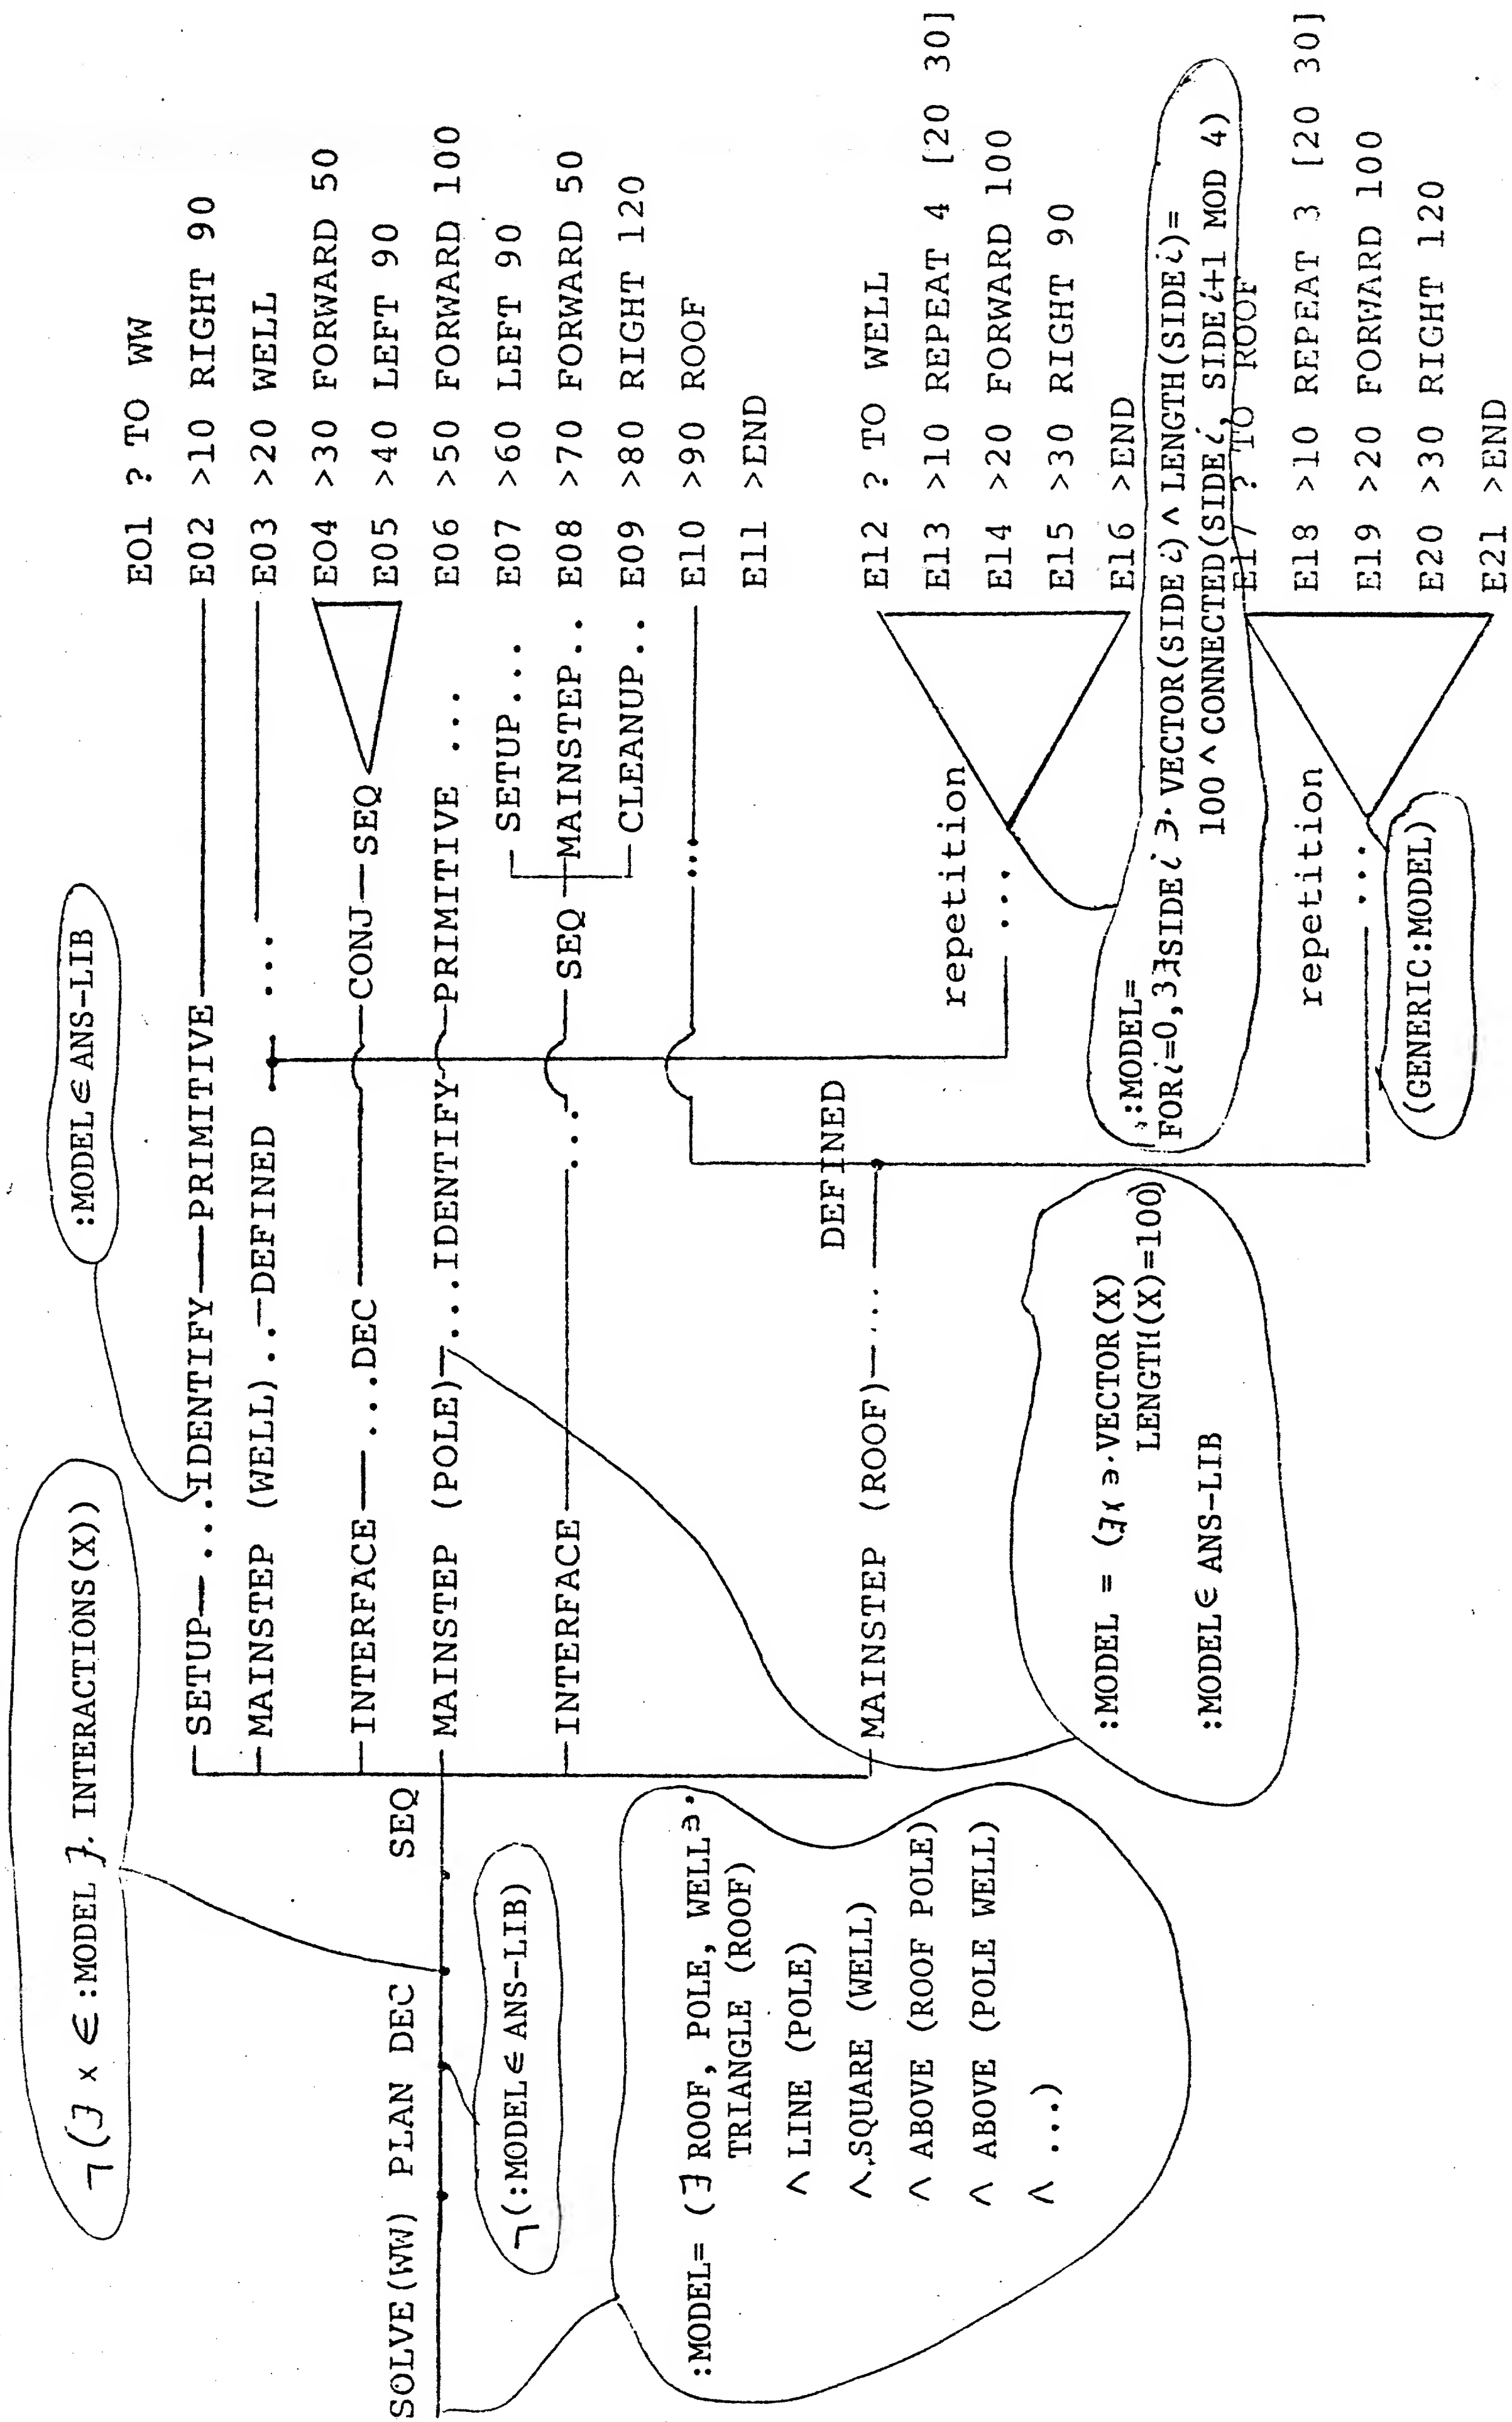 ¬(∃ x ∈ :MODEL ∋. INTERACTIONS(X))
:MODEL ∈ ANS-LIB
SOLVE(WW) PLAN DEC SEQ
¬(:MODEL ∈ ANS-LIB)
:MODEL= (∃ ROOF, POLE, WELL ∋.
TRIANGLE (ROOF)
∧ LINE (POLE)
∧ SQUARE (WELL)
∧ ABOVE (ROOF POLE)
∧ ABOVE (POLE WELL)
∧ ....)
SETUP—...IDENTIFY—PRIMITIVE
MAINSTEP (WELL)..—DEFINED ...
INTERFACE—...DEC—CONJ—SEQ
MAINSTEP (POLE)—...IDENTIFY—PRIMITIVE ...
INTERFACE ... SEQ
SETUP...
MAINSTEP..
CLEANUP..
...
DEFINED
MAINSTEP (ROOF)—...
:MODEL = (∃ x ∋. VECTOR(X)
LENGTH(X)=100)
:MODEL ∈ ANS-LIB
E01 ? TO WW
E02 >10 RIGHT 90
E03 >20 WELL
E04 >30 FORWARD 50
E05 >40 LEFT 90
E06 >50 FORWARD 100
E07 >60 LEFT 90
E08 >70 FORWARD 50
E09 >80 RIGHT 120
E10 >90 ROOF
E11 >END
repetition
...
E12 ? TO WELL
E13 >10 REPEAT 4 [20 30]
E14 >20 FORWARD 100
E15 >30 RIGHT 90
E16 >END
:MODEL=
FOR i=0,3 ∃ SIDE i ∋. VECTOR(SIDE i) ∧ LENGTH(SIDE i)=
100 ∧ CONNECTED(SIDE i, SIDE i+1 MOD 4)
repetition
...
(GENERIC:MODEL)
E17 ? TO ROOF
E18 >10 REPEAT 3 [20 30]
E19 >20 FORWARD 100
E20 >30 RIGHT 120
E21 >END